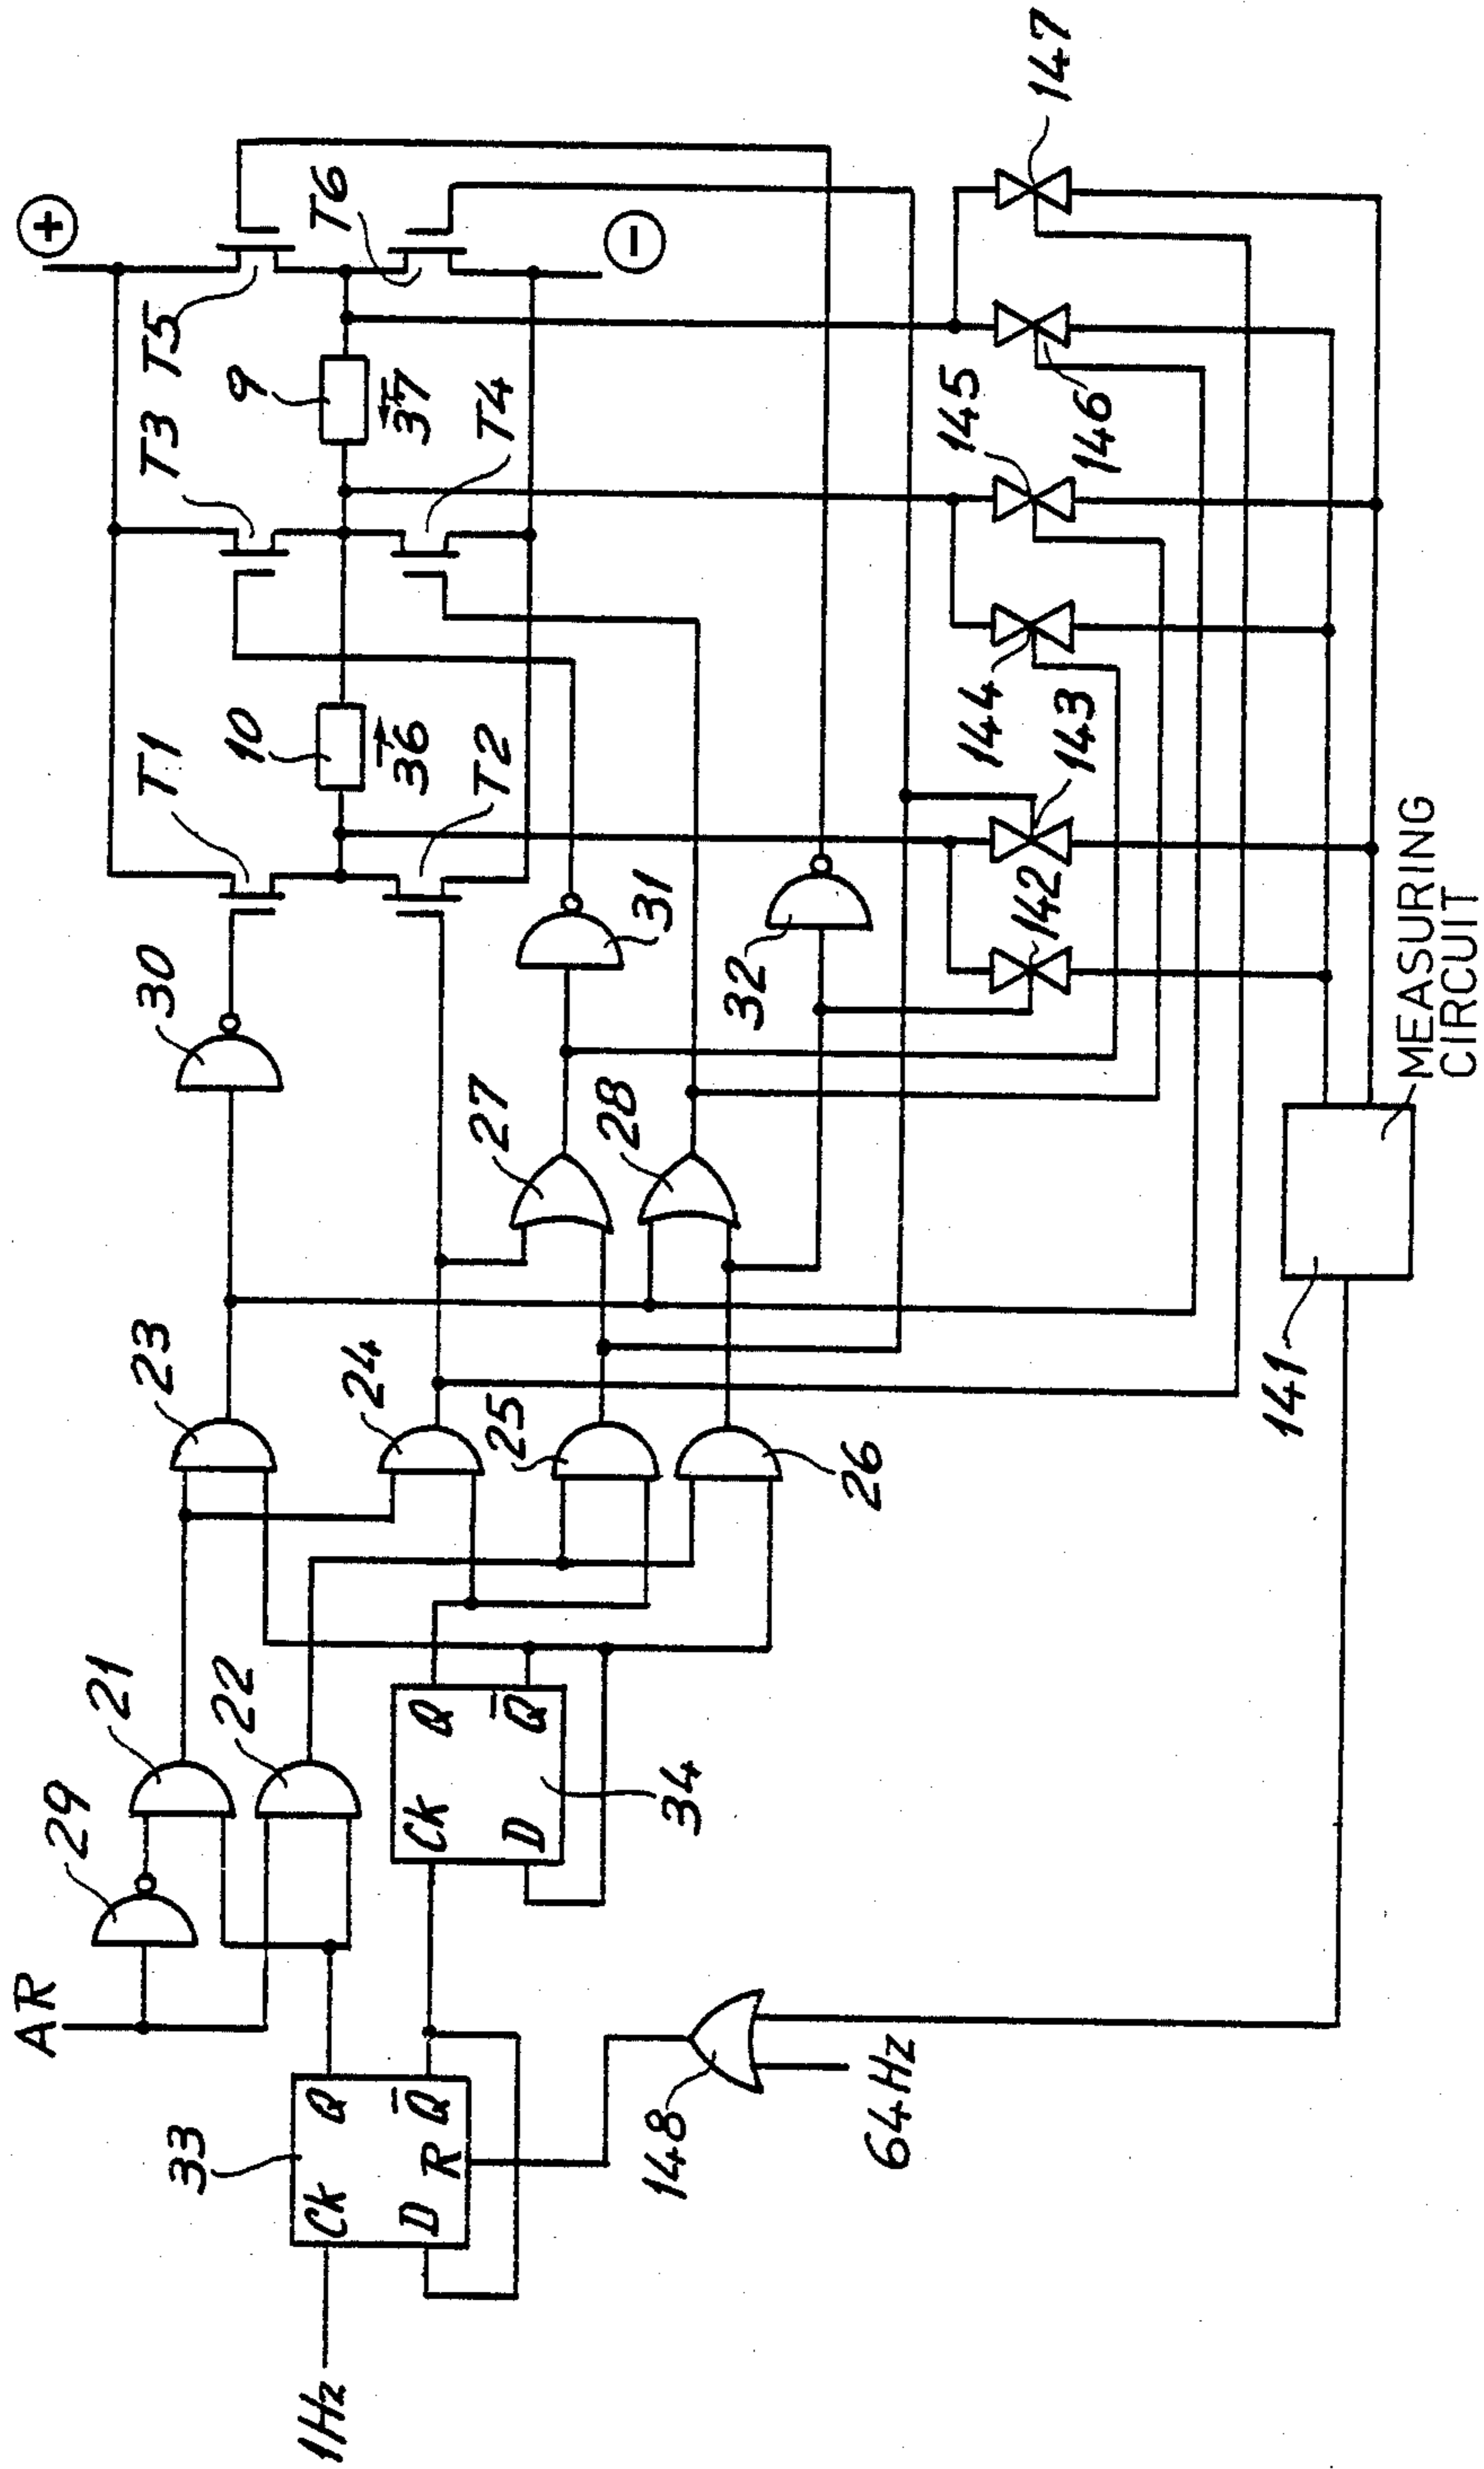 AR
29
21
22
23
24
25
26
30
27
28
31
32
T1
T2
T3
T4
T5
T6
+
−
10
36
9
37
33
Ck
Q
D
R
Q̅
1Hz
34
Ck
Q
D
Q̅
148
64Hz
141
MEASURING
CIRCUIT
142
143
144
145
146
147